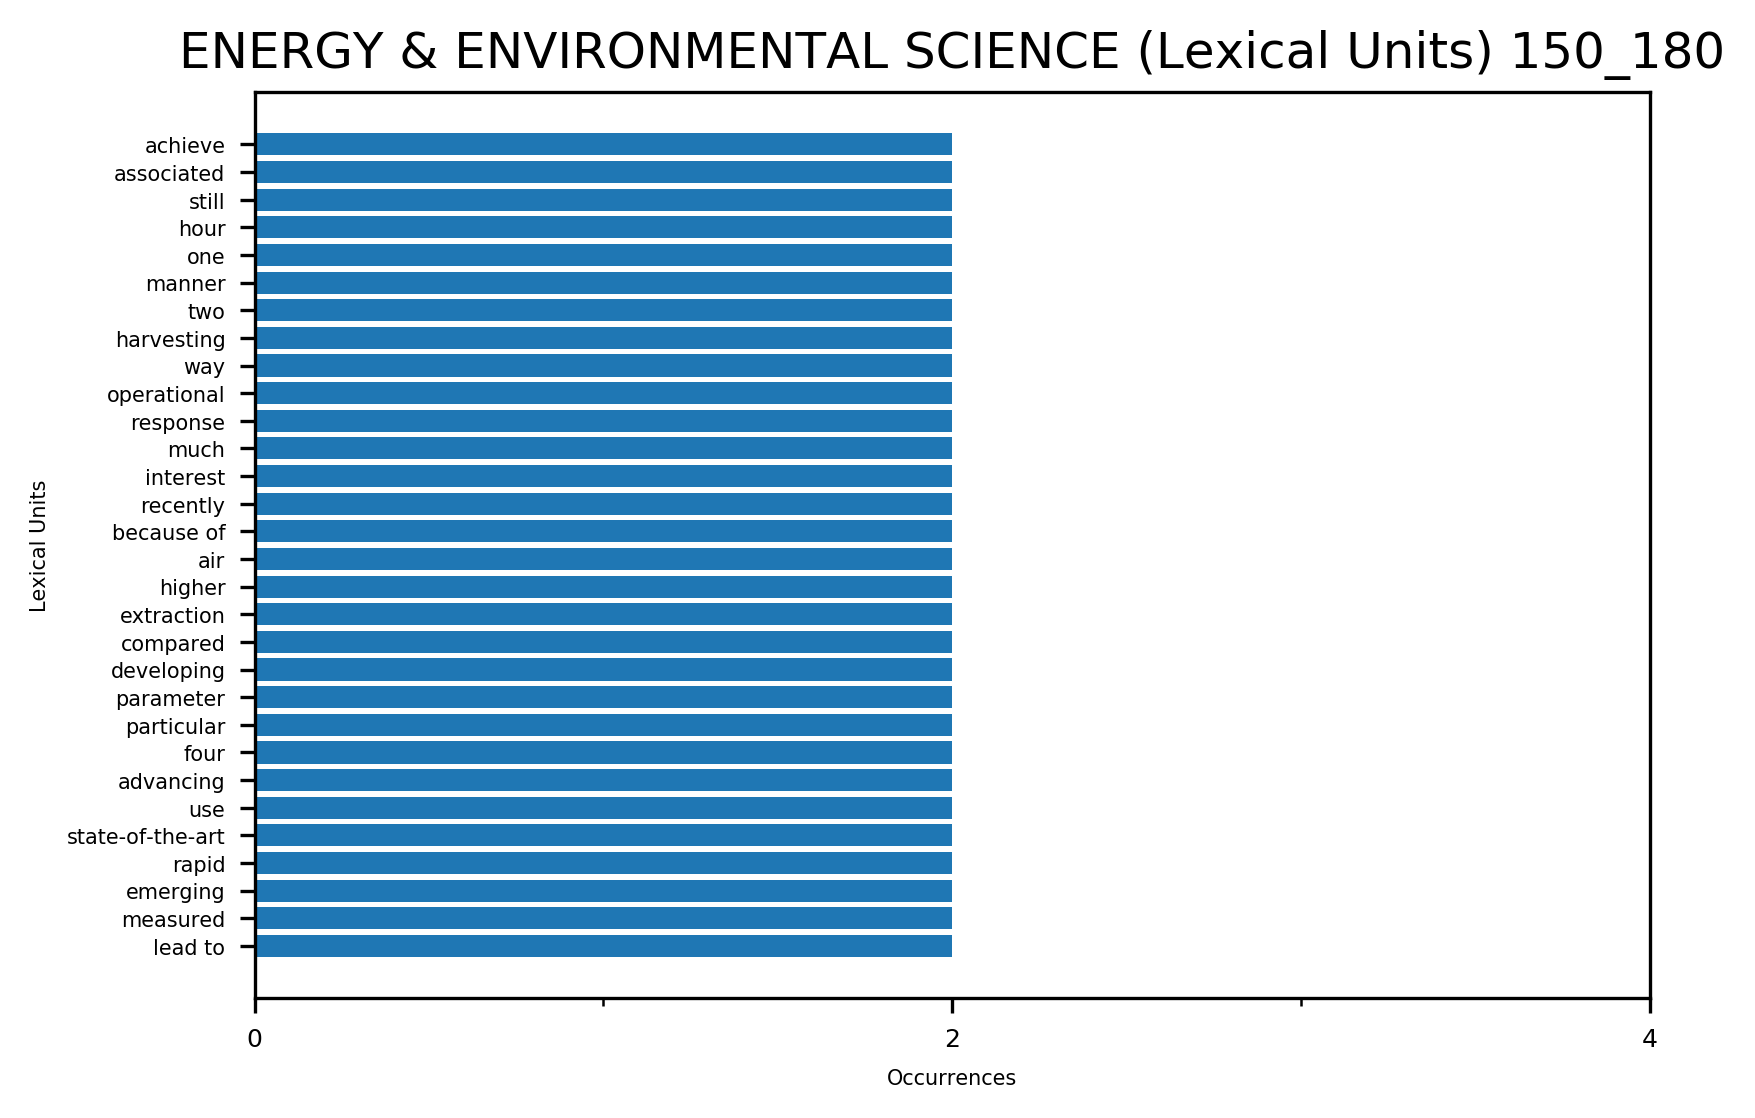 ENERGY & ENVIRONMENTAL SCIENCE (Lexical Units) 150_180
achieve
associated
still
hour
one
manner
two
harvesting
way
operational
response
much
interest
recently
because of
air
higher
extraction
compared
developing
parameter
particular
four
advancing
use
state-of-the-art
rapid
emerging
measured
lead to
Lexical Units
0 2 4
Occurrences